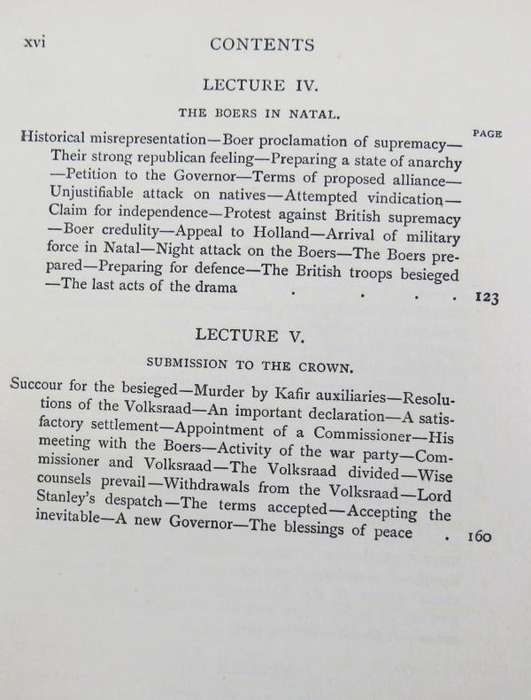 xvi CONTENTS
LECTURE IV.
THE BOERS IN NATAL.
PAGE
Historical misrepresentation—Boer proclamation of supremacy—
Their strong republican feeling—Preparing a state of anarchy
—Petition to the Governor—Terms of proposed alliance—
Unjustifiable attack on natives—Attempted vindication—
Claim for independence—Protest against British supremacy
—Boer credulity—Appeal to Holland—Arrival of military
force in Natal—Night attack on the Boers—The Boers pre-
pared—Preparing for defence—The British troops besieged
—The last acts of the drama . . . . 123
LECTURE V.
SUBMISSION TO THE CROWN.
Succour for the besieged—Murder by Kafir auxiliaries—Resolu-
tions of the Volksraad—An important declaration—A satis-
factory settlement—Appointment of a Commissioner—His
meeting with the Boers—Activity of the war party—Com-
missioner and Volksraad—The Volksraad divided—Wise
counsels prevail—Withdrawals from the Volksraad—Lord
Stanley's despatch—The terms accepted—Accepting the
inevitable—A new Governor—The blessings of peace . 160